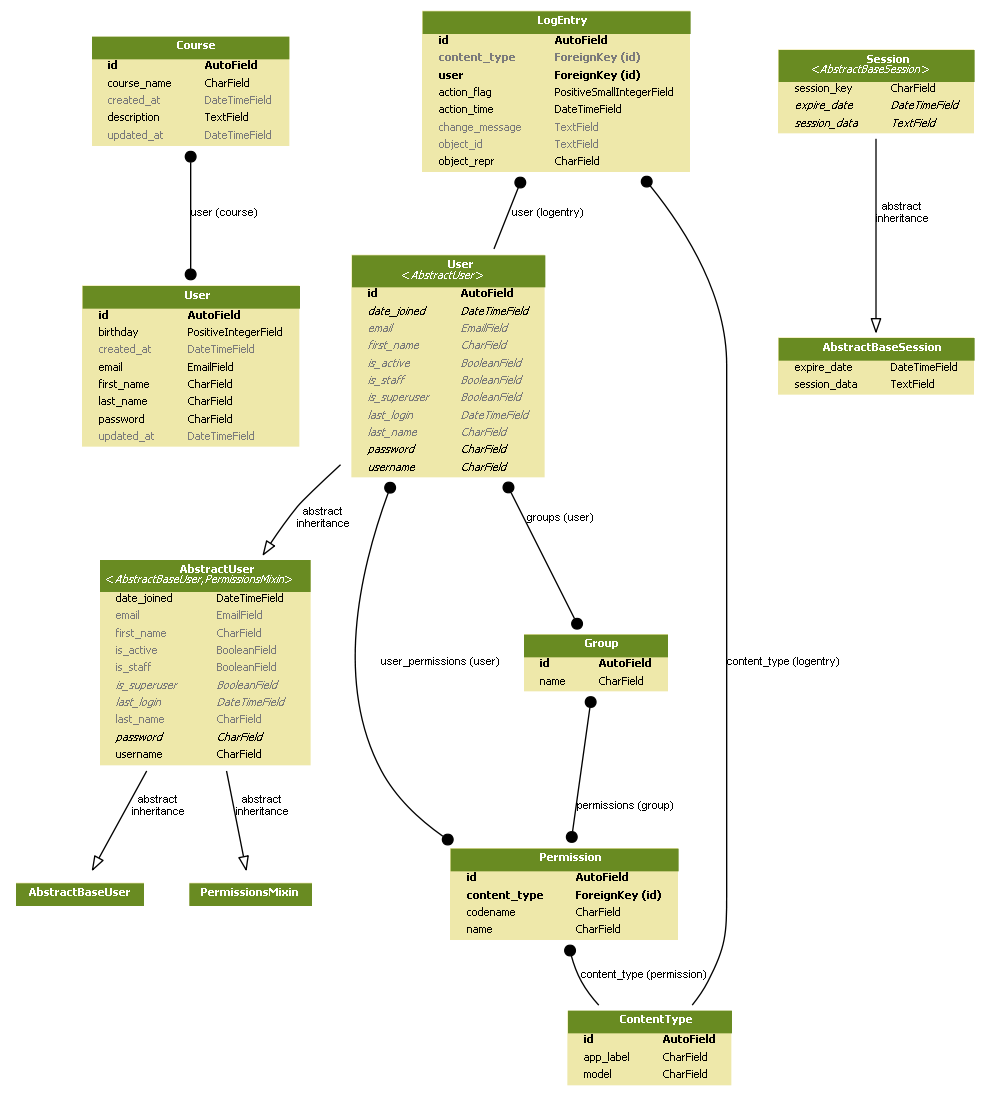 Course
id AutoField
course_name CharField
created_at DateTimeField
description TextField
updated_at DateTimeField
user (course)
User
id AutoField
birthday PositiveIntegerField
created_at DateTimeField
email EmailField
first_name CharField
last_name CharField
password CharField
updated_at DateTimeField
LogEntry
id AutoField
content_type ForeignKey (id)
user ForeignKey (id)
action_flag PositiveSmallIntegerField
action_time DateTimeField
change_message TextField
object_id TextField
object_repr CharField
user (logentry)
Session
<AbstractBaseSession>
session_key CharField
expire_date DateTimeField
session_data TextField
abstract
inheritance
AbstractBaseSession
expire_date DateTimeField
session_data TextField
User
<AbstractUser>
id AutoField
date_joined DateTimeField
email EmailField
first_name CharField
is_active BooleanField
is_staff BooleanField
is_superuser BooleanField
last_login DateTimeField
last_name CharField
password CharField
username CharField
abstract
inheritance
groups (user)
AbstractUser
<AbstractBaseUser,PermissionsMixin>
date_joined DateTimeField
email EmailField
first_name CharField
is_active BooleanField
is_staff BooleanField
is_superuser BooleanField
last_login DateTimeField
last_name CharField
password CharField
username CharField
user_permissions (user)
Group
id AutoField
name CharField
content_type (logentry)
abstract
inheritance
abstract
inheritance
permissions (group)
AbstractBaseUser
PermissionsMixin
Permission
id AutoField
content_type ForeignKey (id)
codename CharField
name CharField
content_type (permission)
ContentType
id AutoField
app_label CharField
model CharField